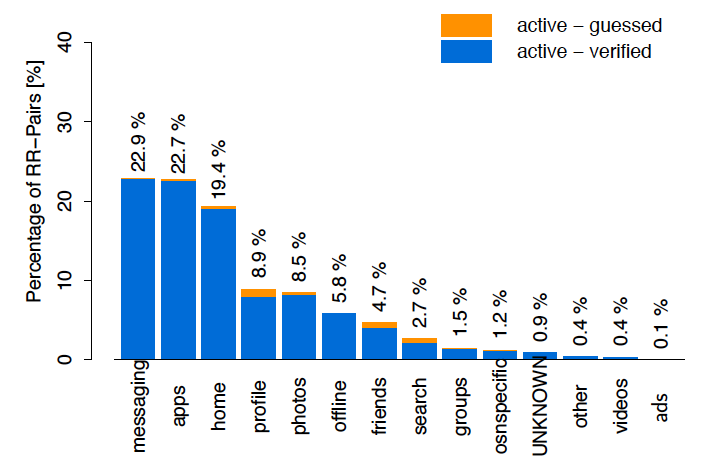 active – guessed
active – verified
Percentage of RR–Pairs [%]
40
30
20
10
0
22.9 %
22.7 %
19.4 %
8.9 %
8.5 %
5.8 %
4.7 %
2.7 %
1.5 %
1.2 %
0.9 %
0.4 %
0.4 %
0.1 %
messaging
apps
home
profile
photos
offline
friends
search
groups
osnspecific
UNKNOWN
other
videos
ads